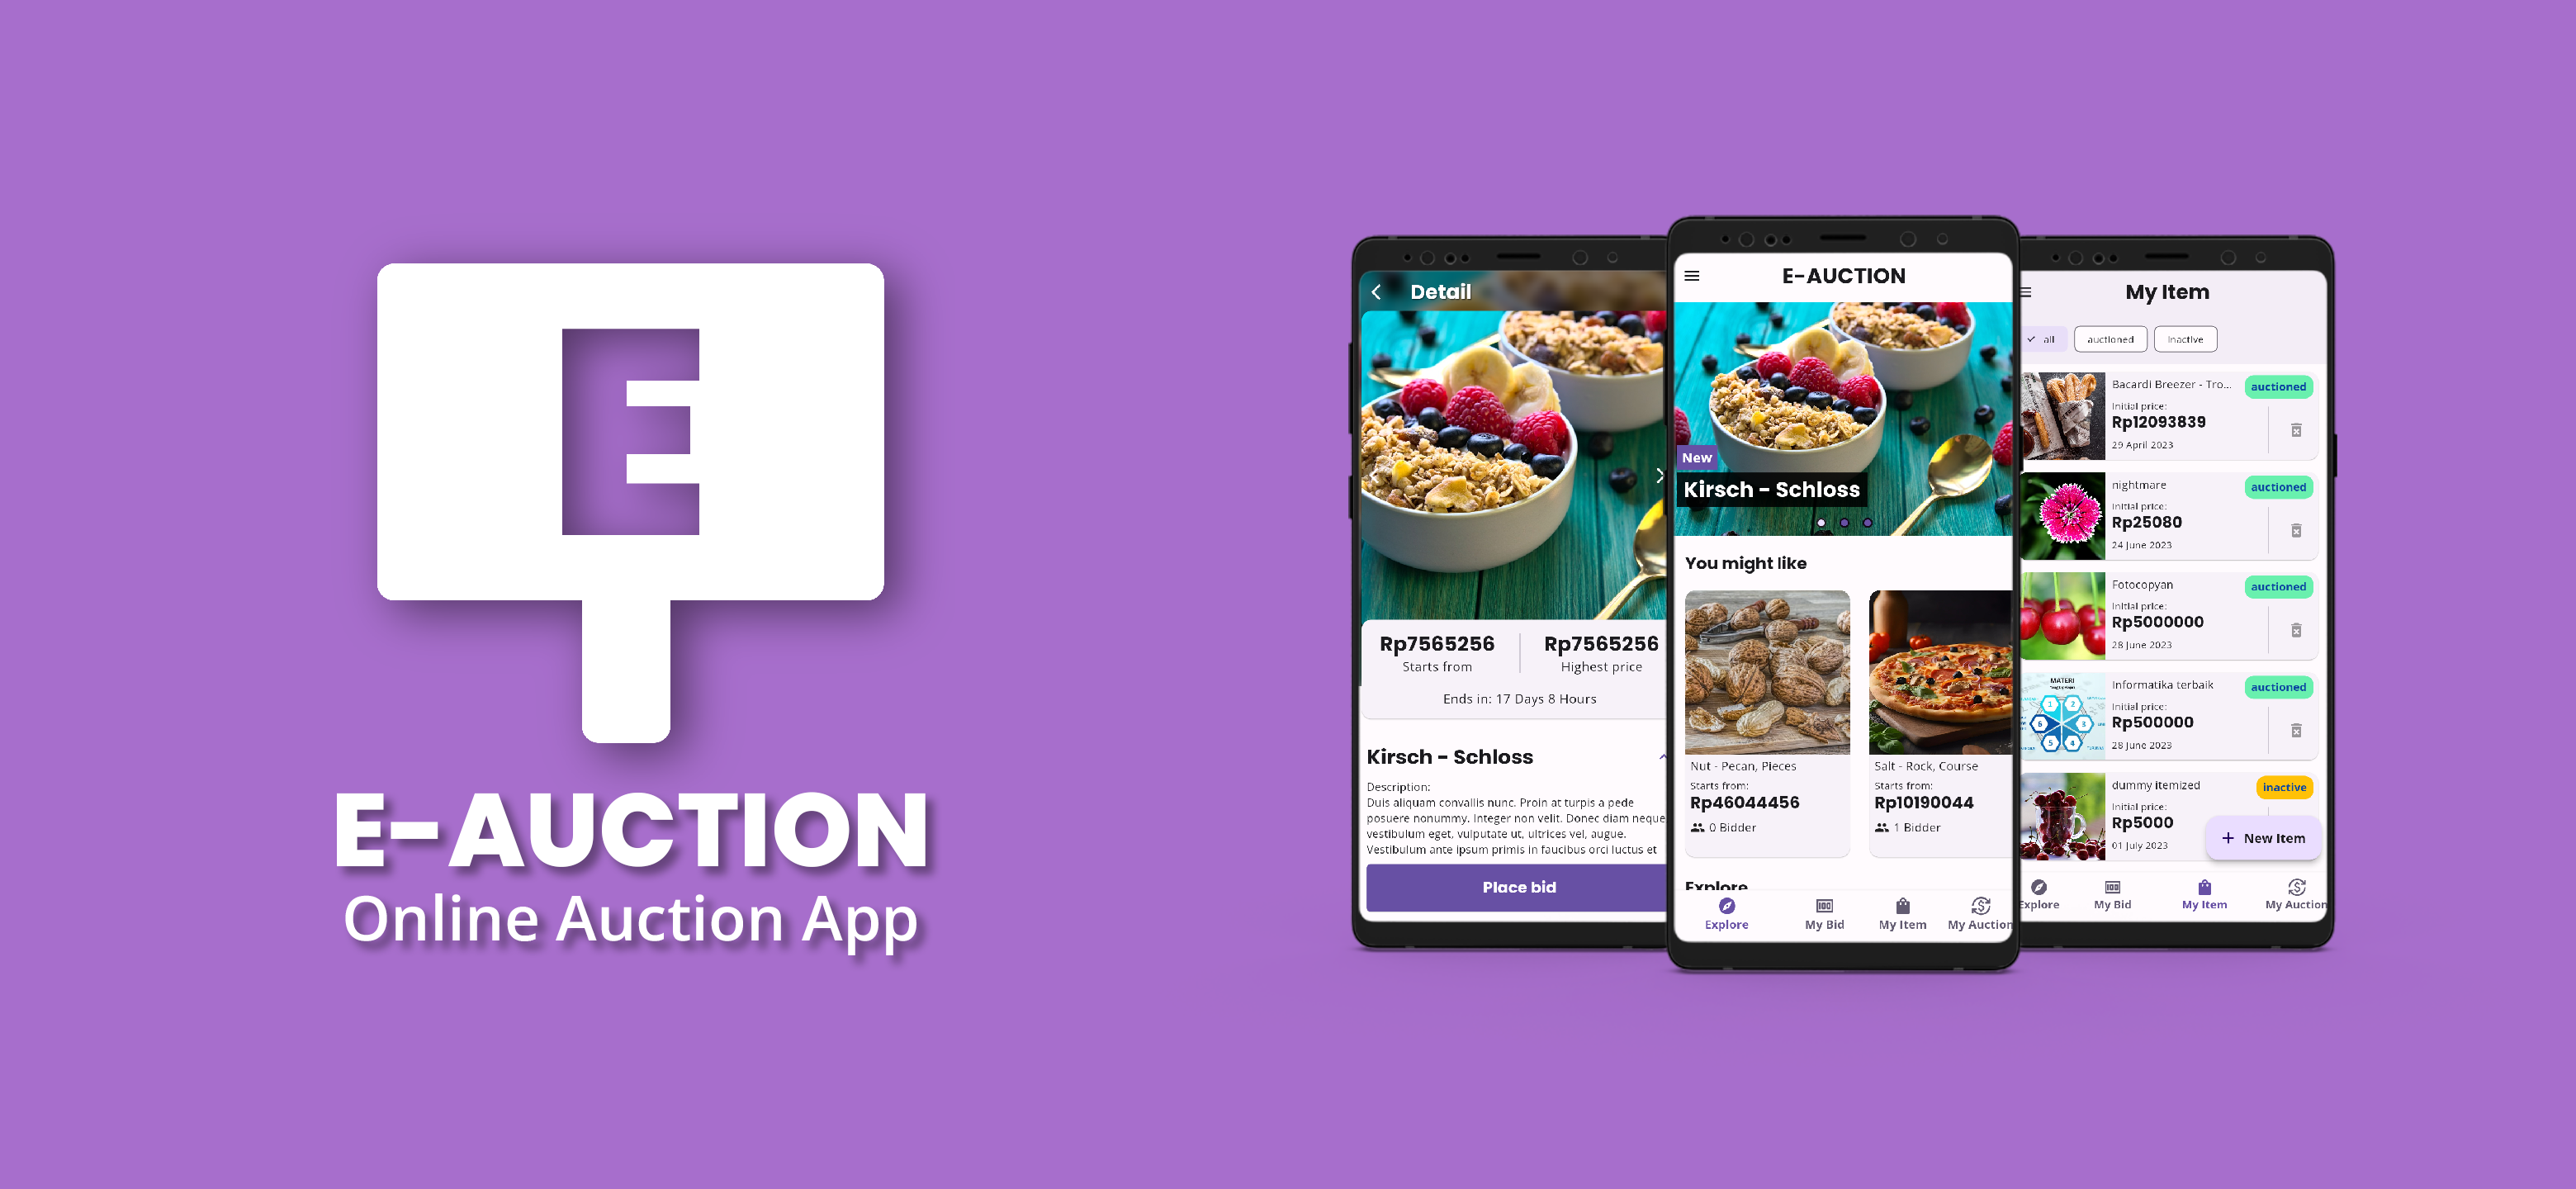 E
E-AUCTION
Online Auction App
Detail
Rp7565256
Starts from
Rp7565256
Highest price
Ends in: 17 Days 8 Hours
Kirsch - Schloss
Description:
Duis aliquam convallis nunc. Proin at turpis a pede
posuere nonummy. Integer non velit. Donec diam neque
vestibulum eget, vulputate ut, ultrices vel, augue.
Vestibulum ante ipsum primis in faucibus orci luctus et
Place bid
E-AUCTION
New
Kirsch - Schloss
You might like
Nut - Pecan, Pieces
Starts from:
Rp46044456
0 Bidder
Salt - Rock, Course
Starts from:
Rp10190044
1 Bidder
Explore
Explore
My Bid
My Item
My Auction
My Item
all
auctioned
inactive
Bacardi Breezer - Tro...
auctioned
Initial price:
Rp12093839
29 April 2023
nightmare
auctioned
Initial price:
Rp25080
24 June 2023
Fotocopyan
auctioned
Initial price:
Rp5000000
28 June 2023
MATERI
1
2
3
4
5
6
Informatika terbaik
auctioned
Initial price:
Rp500000
28 June 2023
dummy itemized
inactive
Initial price:
Rp5000
01 July 2023
New Item
Explore
My Bid
My Item
My Auction